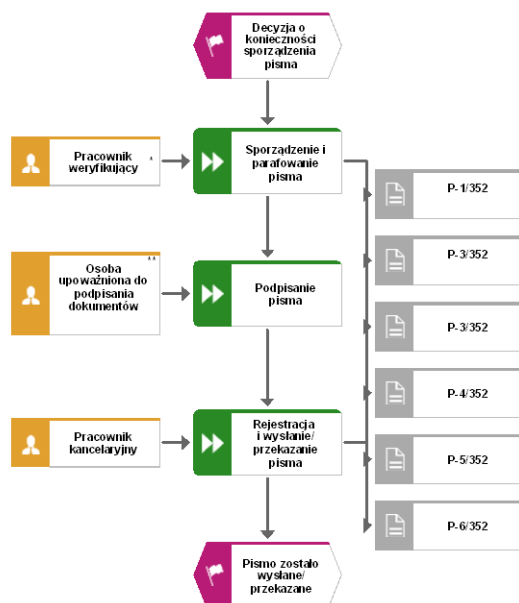 Decyzja o
konieczności
sporządzenia
pisma
Pracownik
weryfikujący
Sporządzenie i
parafowanie
pisma
P-1/352
P-3/352
Osoba
upoważniona do
podpisania
dokumentów
Podpisanie
pisma
P-3/352
P-4/352
Pracownik
kancelaryjny
Rejestracja
i wysłanie/
przekazanie
pisma
P-5/352
P-6/352
Pismo zostało
wysłane/
przekazane